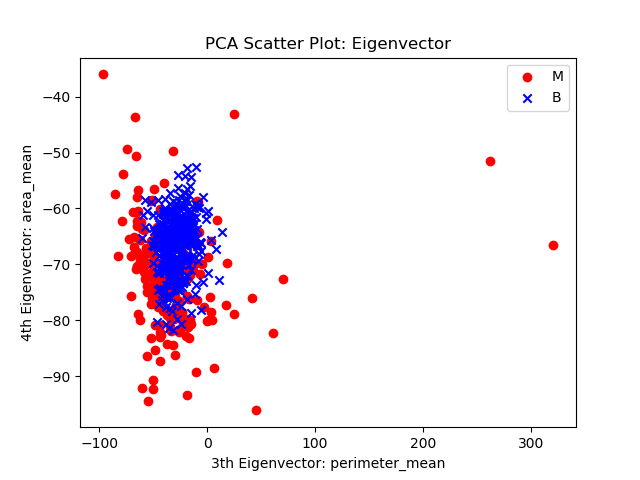 PCA Scatter Plot: Eigenvector
M
B
−40
−50
−60
−70
−80
−90
4th Eigenvector: area_mean
−100
0
100
200
300
3th Eigenvector: perimeter_mean